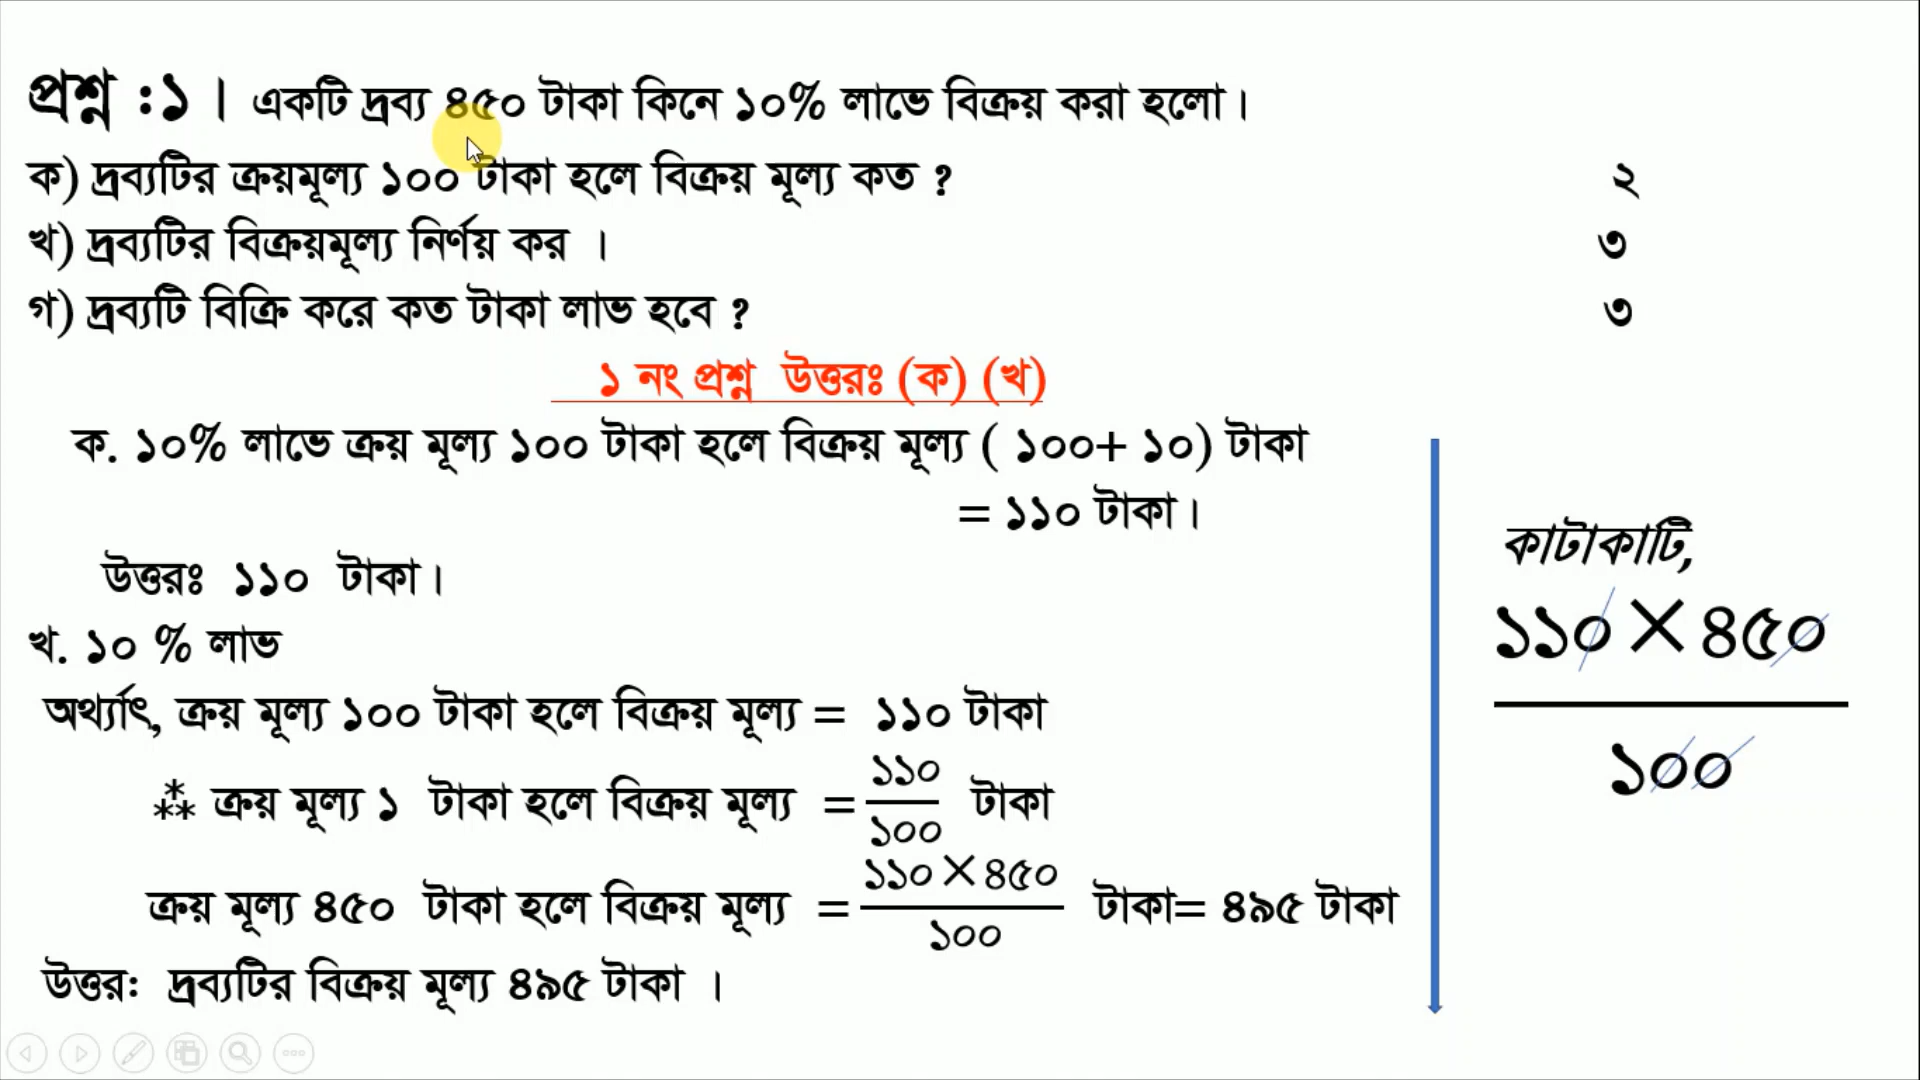 প্রশ্ন :১ । একটি দ্রব্য ৪৫০ টাকা কিনে ১০% লাভে বিক্রয় করা হলো।
ক) দ্রব্যটির ক্রয়মূল্য ১০০ টাকা হলে বিক্রয় মূল্য কত ? ২
খ) দ্রব্যটির বিক্রয়মূল্য নির্ণয় কর । ৩
গ) দ্রব্যটি বিক্রি করে কত টাকা লাভ হবে ? ৩
১ নং প্রশ্ন উত্তরঃ (ক) (খ)
ক. ১০% লাভে ক্রয় মূল্য ১০০ টাকা হলে বিক্রয় মূল্য ( ১০০+ ১০) টাকা
= ১১০ টাকা।
উত্তরঃ ১১০ টাকা।
খ. ১০ % লাভ
অর্থ্যাৎ, ক্রয় মূল্য ১০০ টাকা হলে বিক্রয় মূল্য = ১১০ টাকা
⁂ ক্রয় মূল্য ১ টাকা হলে বিক্রয় মূল্য = ১১০/১০০ টাকা
ক্রয় মূল্য ৪৫০ টাকা হলে বিক্রয় মূল্য = ১১০×৪৫০/১০০ টাকা= ৪৯৫ টাকা
উত্তর: দ্রব্যটির বিক্রয় মূল্য ৪৯৫ টাকা ।
কাটাকাটি,
১১০×৪৫০
১০০